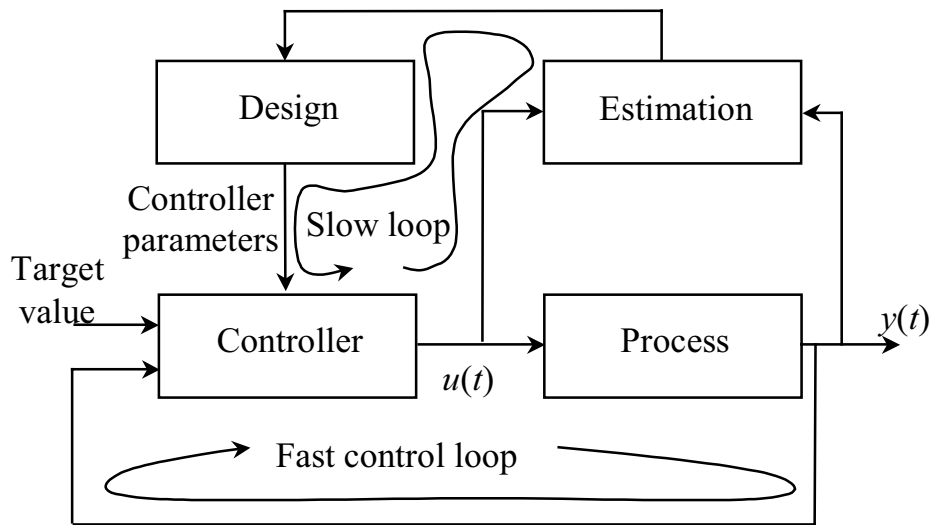 Design
Estimation
Controller
parameters
Slow loop
Target
value
Controller
Process
y(t)
u(t)
Fast control loop